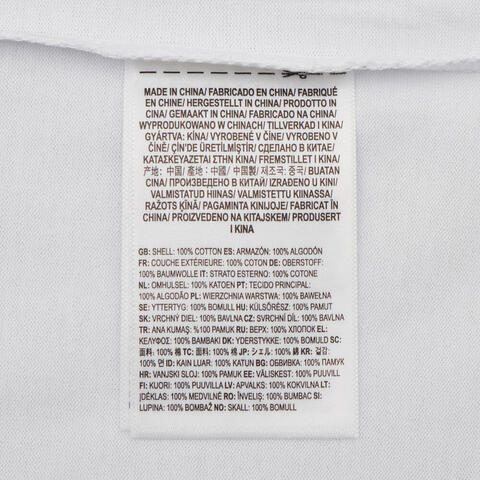 MADE IN CHINA/ FABRICADO EN CHINA/ FABRIQUÉ
EN CHINE/ HERGESTELLT IN CHINA/ PRODOTTO IN
CINA/ GEMAAKT IN CHINA/ FABRICADO NA CHINA/
WYPRODUKOWANO W CHINACH/ TILLVERKAD I KINA/
GYÁRTVA: KÍNA/ VYROBENÉ V ČÍNE/ VYROBENO V
ČÍNĚ/ ÇİN'DE ÜRETİLMİŞTİR/ СДЕЛАНО В КИТАЕ/
ΚΑΤΑΣΚΕΥΑΖΕΤΑΙ ΣΤΗΝ ΚΙΝΑ/ FREMSTILLET I KINA/
产地: 中国/ 產地: 中國/ 中国製/ 제조국: 중국/ BUATAN
CINA/ ПРОИЗВЕДЕНО В КИТАЙ/ IZRAĐENO U KINI/
VALMISTATUD HIINAS/ VALMISTETTU KIINASSA/
RAŽOTS ĶĪNĀ/ PAGAMINTA KINIJOJE/ FABRICAT ÎN
CHINA/ PROIZVEDENO NA KITAJSKEM/ PRODUSERT
I KINA
GB: SHELL: 100% COTTON ES: ARMAZÓN: 100% ALGODÓN
FR: COUCHE EXTÉRIEURE: 100% COTON DE: OBERSTOFF:
100% BAUMWOLLE IT: STRATO ESTERNO: 100% COTONE
NL: OMHULSEL: 100% KATOEN PT: TECIDO PRINCIPAL:
100% ALGODÃO PL: WIERZCHNIA WARSTWA: 100% BAWEŁNA
SE: YTTERTYG: 100% BOMULL HU: KÜLSŐRÉSZ: 100% PAMUT
SK: VRCHNÝ DIEL: 100% BAVLNA CZ: SVRCHNÍ DÍL: 100% BAVLNA
TR: ANA KUMAŞ: %100 PAMUK RU: ВЕРХ: 100% ХЛОПОК EL:
ΚΕΛΥΦΟΣ: 100% ΒΑΜΒΑΚΙ DK: YDERSTYKKE: 100% BOMULD SC:
面料: 100% 棉 TC: 面料: 100% 棉 JP: シェル: 100% 綿 KR: 겉감:
100% 면 ID: KAIN LUAR: 100% KATUN BG: ОБВИВКА: 100% ПАМУК
HR: VANJSKI SLOJ: 100% PAMUK EE: VÄLISKEST: 100% PUUVILL
FI: KUORI: 100% PUUVILLA LV: APVALKS: 100% KOKVILNA LT:
ĮDĖKLAS: 100% MEDVILNĖ RO: ÎNVELIŞ: 100% BUMBAC SI:
LUPINA: 100% BOMBAŽ NO: SKALL: 100% BOMULL